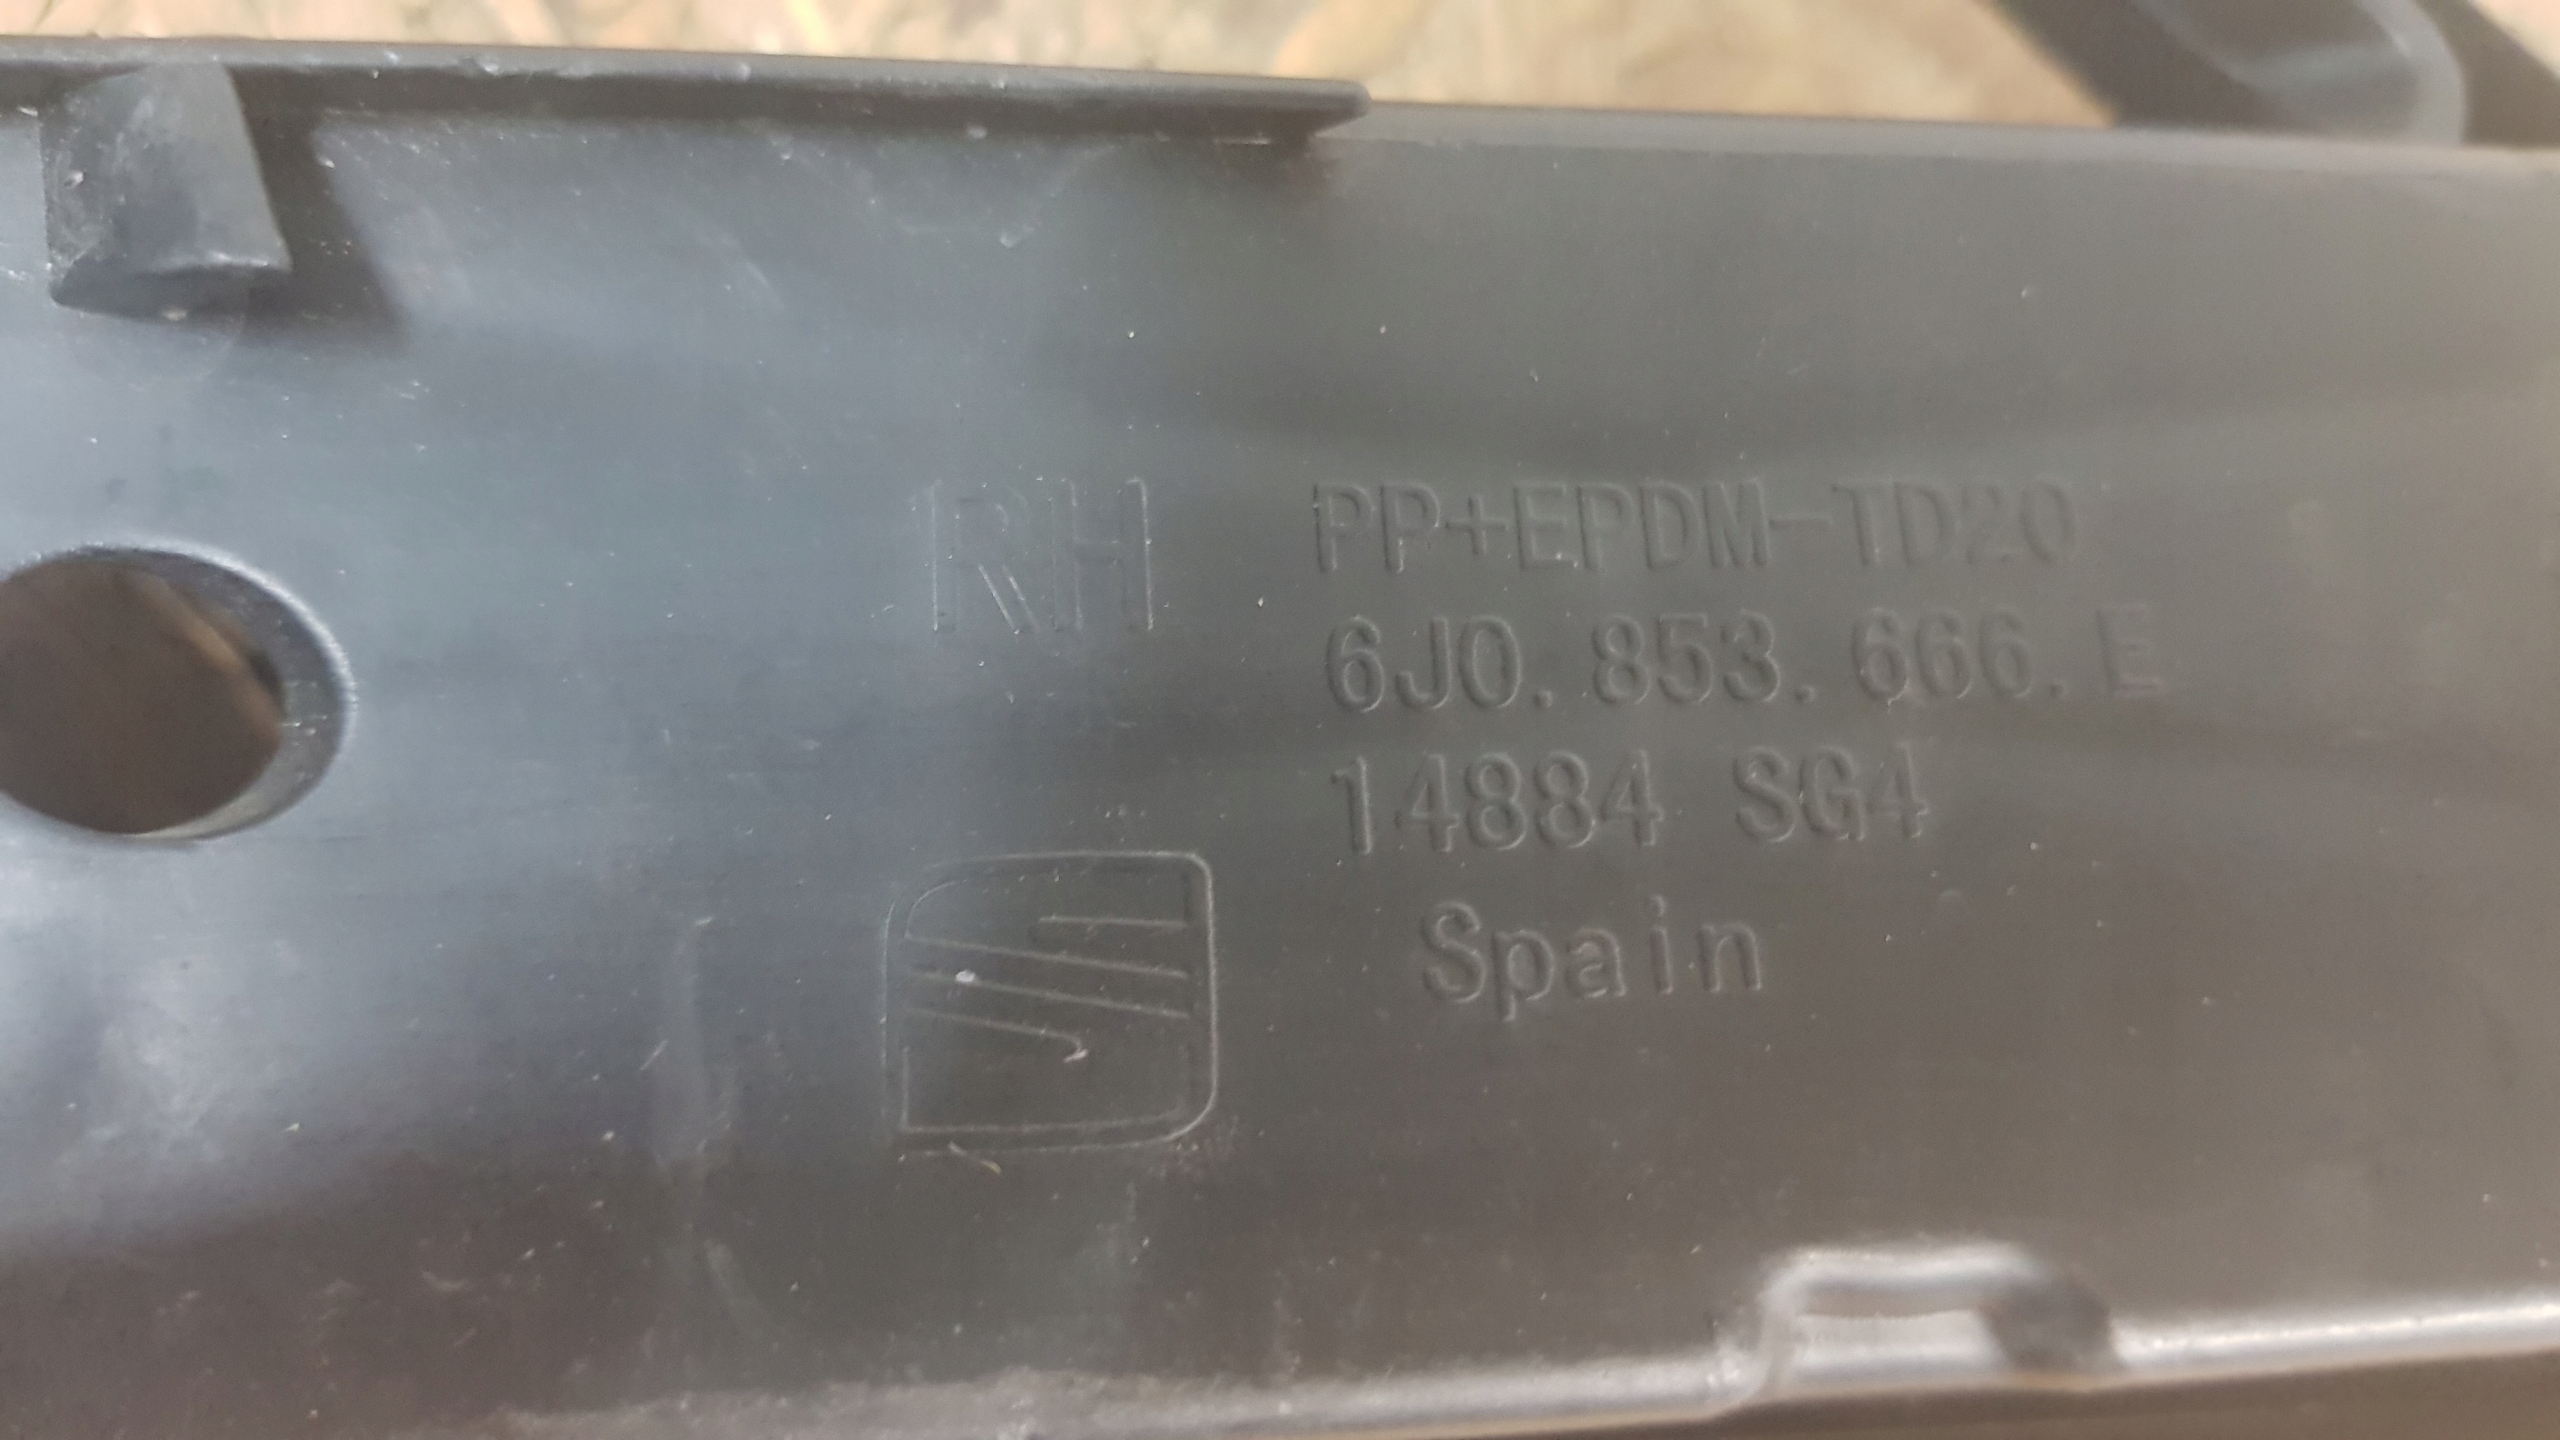 RH
PP+EPDM-TD20
6J0.853.666.E
14884 SG4
Spain